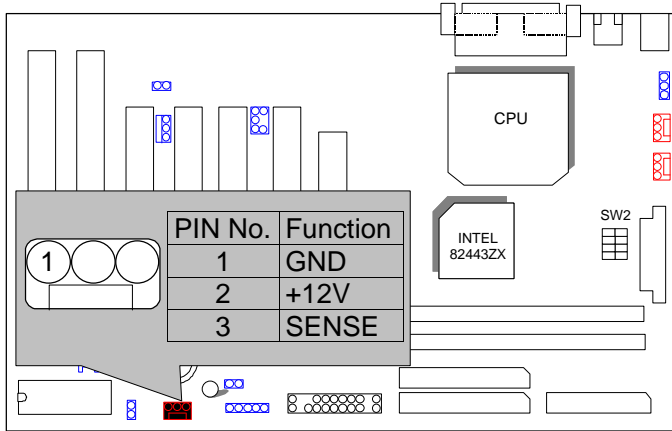 CPU
SW2
INTEL
82443ZX
PIN No. Function
1 GND
2 +12V
3 SENSE
1